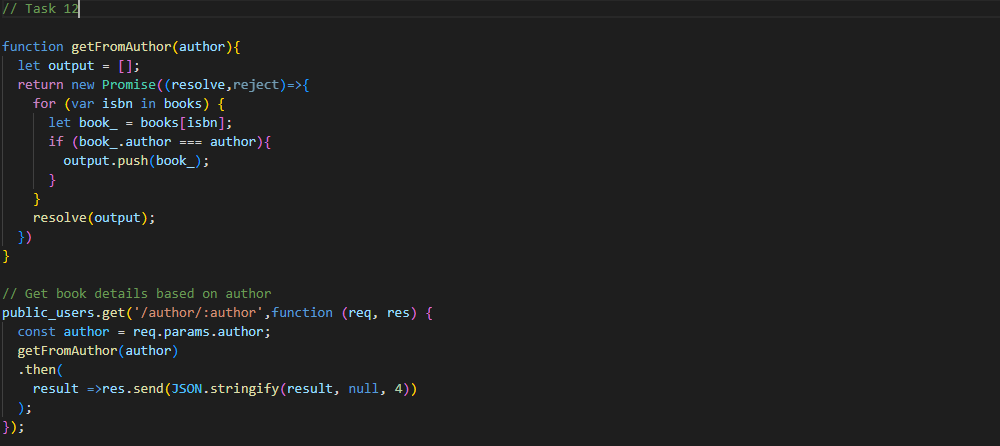 // Task 12
function getFromAuthor(author){
let output = [];
return new Promise((resolve,reject)=>{
for (var isbn in books) {
let book_ = books[isbn];
if (book_.author === author){
output.push(book_);
}
}
resolve(output);
})
}
// Get book details based on author
public_users.get('/author/:author',function (req, res) {
const author = req.params.author;
getFromAuthor(author)
.then(
result =>res.send(JSON.stringify(result, null, 4))
);
});